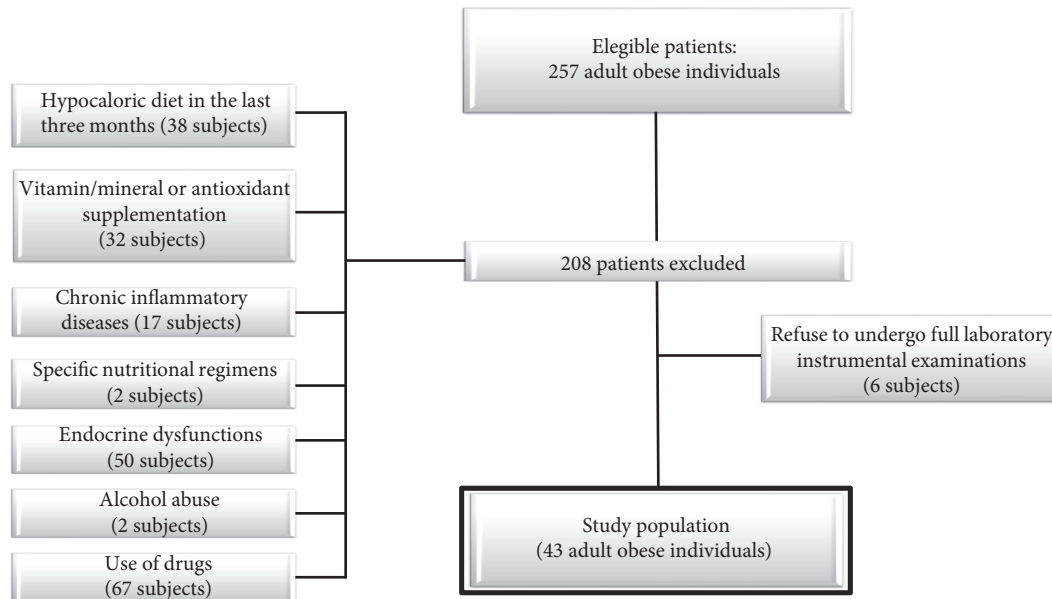 Elegible patients:
257 adult obese individuals
Hypocaloric diet in the last
three months (38 subjects)
Vitamin/mineral or antioxidant
supplementation
(32 subjects)
208 patients excluded
Chronic inflammatory
diseases (17 subjects)
Refuse to undergo full laboratory
instrumental examinations
(6 subjects)
Specific nutritional regimens
(2 subjects)
Endocrine dysfunctions
(50 subjects)
Alcohol abuse
(2 subjects)
Use of drugs
(67 subjects)
Study population
(43 adult obese individuals)